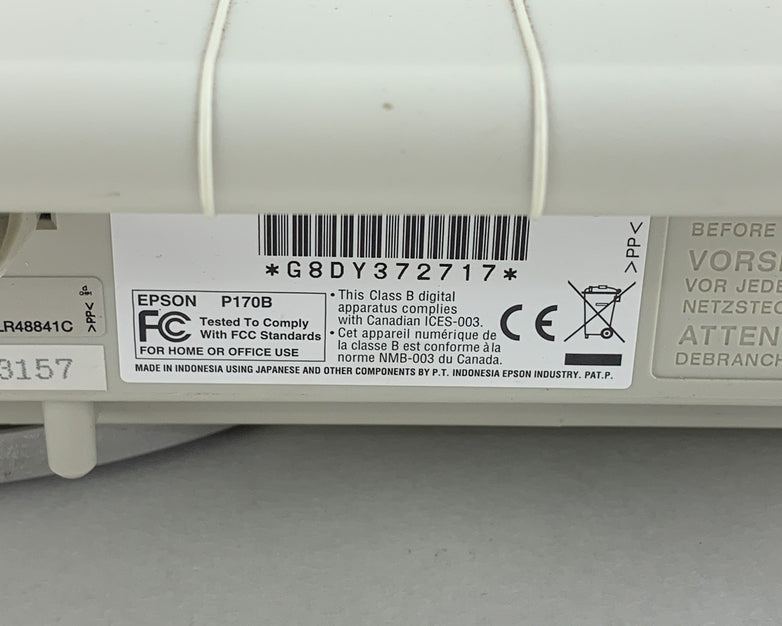 *G8DY372717*
>PP<
EPSON P170B
FC Tested To Comply
With FCC Standards
FOR HOME OR OFFICE USE
• This Class B digital
apparatus complies
with Canadian ICES-003.
• Cet appareil numérique de
la classe B est conforme à la
norme NMB-003 du Canada.
CE
MADE IN INDONESIA USING JAPANESE AND OTHER COMPONENTS BY P.T. INDONESIA EPSON INDUSTRY. PAT.P.
LR48841C
>PP<
3157
BEFORE
VORSI
VOR JEDE
NETZSTEC
ATTEN
DEBRANCH